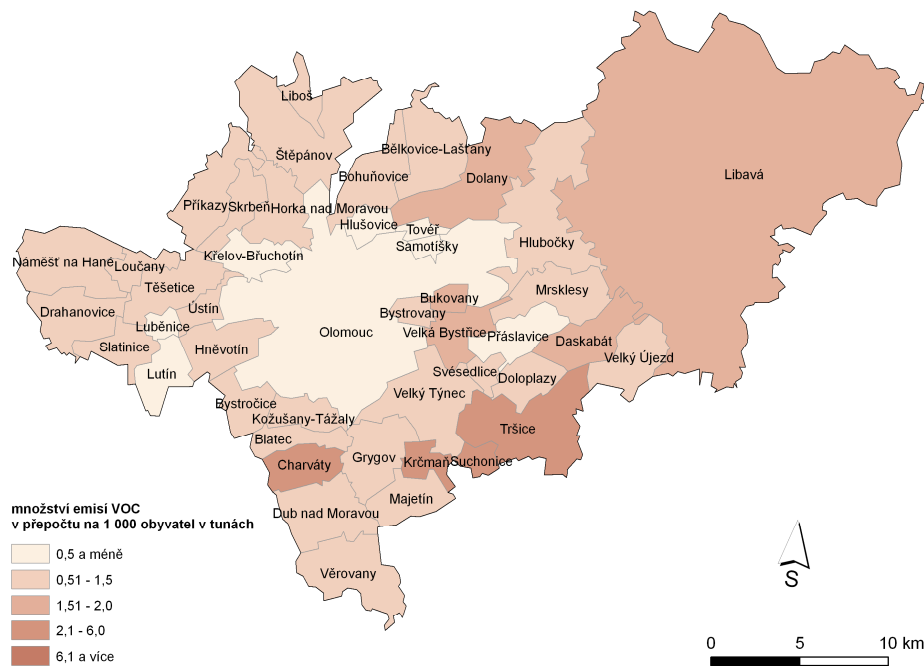 Liboš
Štěpánov
Bělkovice-Lašťany
Bohuňovice
Dolany
Libavá
Příkazy
Skrbeň
Horka nad Moravou
Hlušovice
Tovéř
Samotíšky
Hlubočky
Křelov-Břuchotín
Náměšť na Hané
Loučany
Těšetice
Mrsklesy
Bukovany
Drahanovice
Ústín
Bystrovany
Luběnice
Olomouc
Velká Bystřice
Přáslavice
Daskabát
Slatinice
Hněvotín
Velký Újezd
Lutín
Svésedlice
Doloplazy
Velký Týnec
Bystročice
Kožušany-Tážaly
Tršice
Blatec
Charváty
Grygov
Krčmaň
Suchonice
Majetín
Dub nad Moravou
Věrovany
množství emisí VOC
v přepočtu na 1 000 obyvatel v tunách
0,5 a méně
0,51 - 1,5
1,51 - 2,0
2,1 - 6,0
6,1 a více
S
0 5 10 km